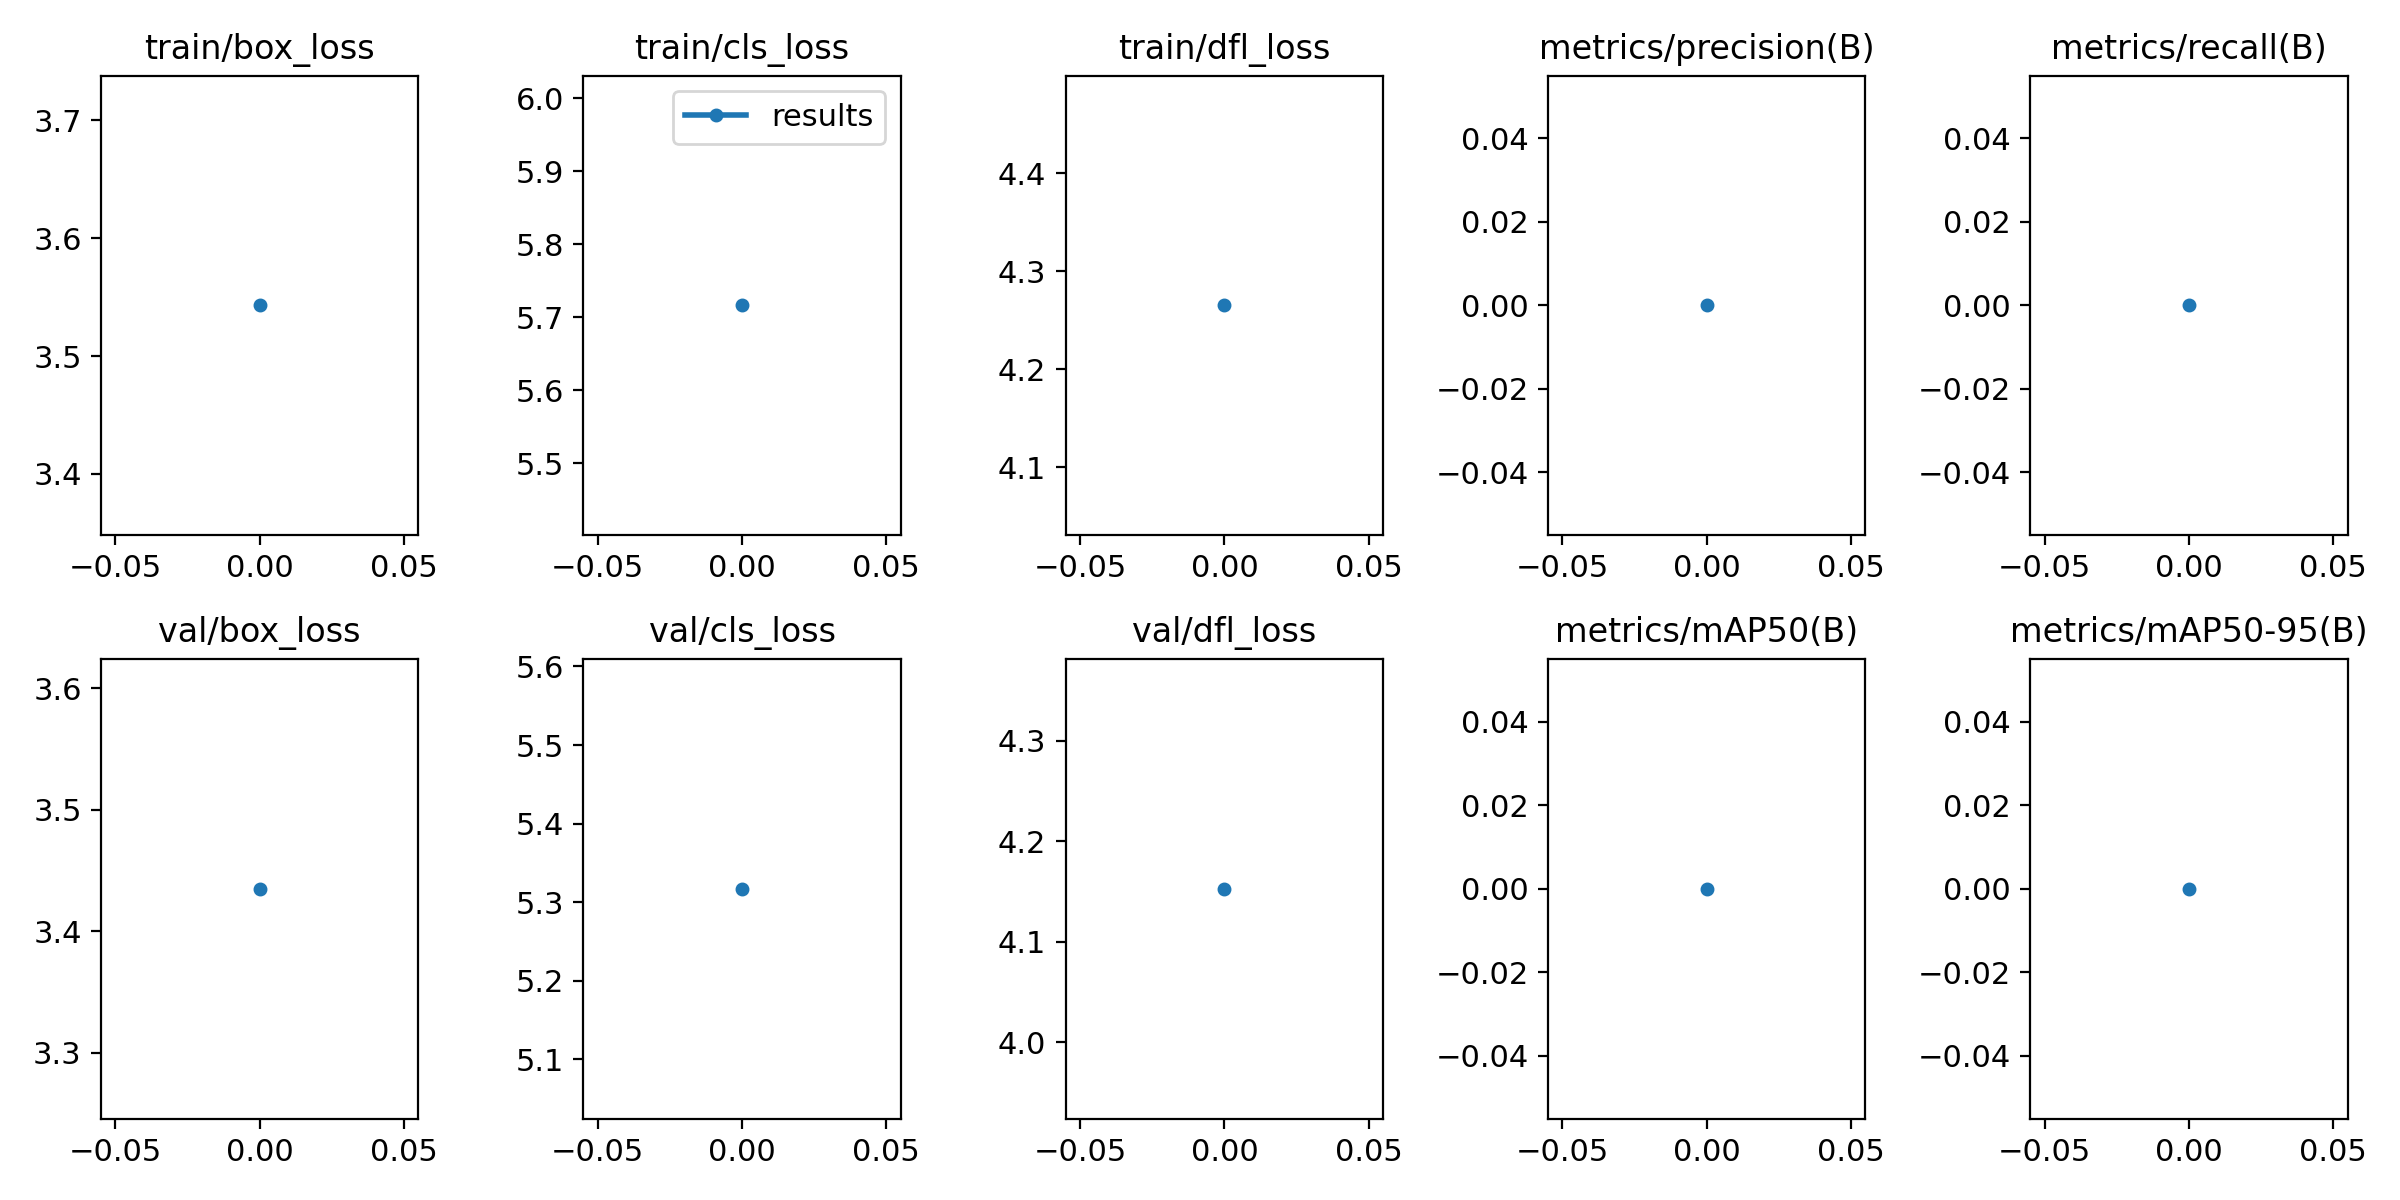 train/box_loss
3.7
3.6
3.5
3.4
−0.05 0.00 0.05
train/cls_loss
results
6.0
5.9
5.8
5.7
5.6
5.5
−0.05 0.00 0.05
train/dfl_loss
4.4
4.3
4.2
4.1
−0.05 0.00 0.05
metrics/precision(B)
0.04
0.02
0.00
−0.02
−0.04
−0.05 0.00 0.05
metrics/recall(B)
0.04
0.02
0.00
−0.02
−0.04
−0.05 0.00 0.05
val/box_loss
3.6
3.5
3.4
3.3
−0.05 0.00 0.05
val/cls_loss
5.6
5.5
5.4
5.3
5.2
5.1
−0.05 0.00 0.05
val/dfl_loss
4.3
4.2
4.1
4.0
−0.05 0.00 0.05
metrics/mAP50(B)
0.04
0.02
0.00
−0.02
−0.04
−0.05 0.00 0.05
metrics/mAP50-95(B)
0.04
0.02
0.00
−0.02
−0.04
−0.05 0.00 0.05